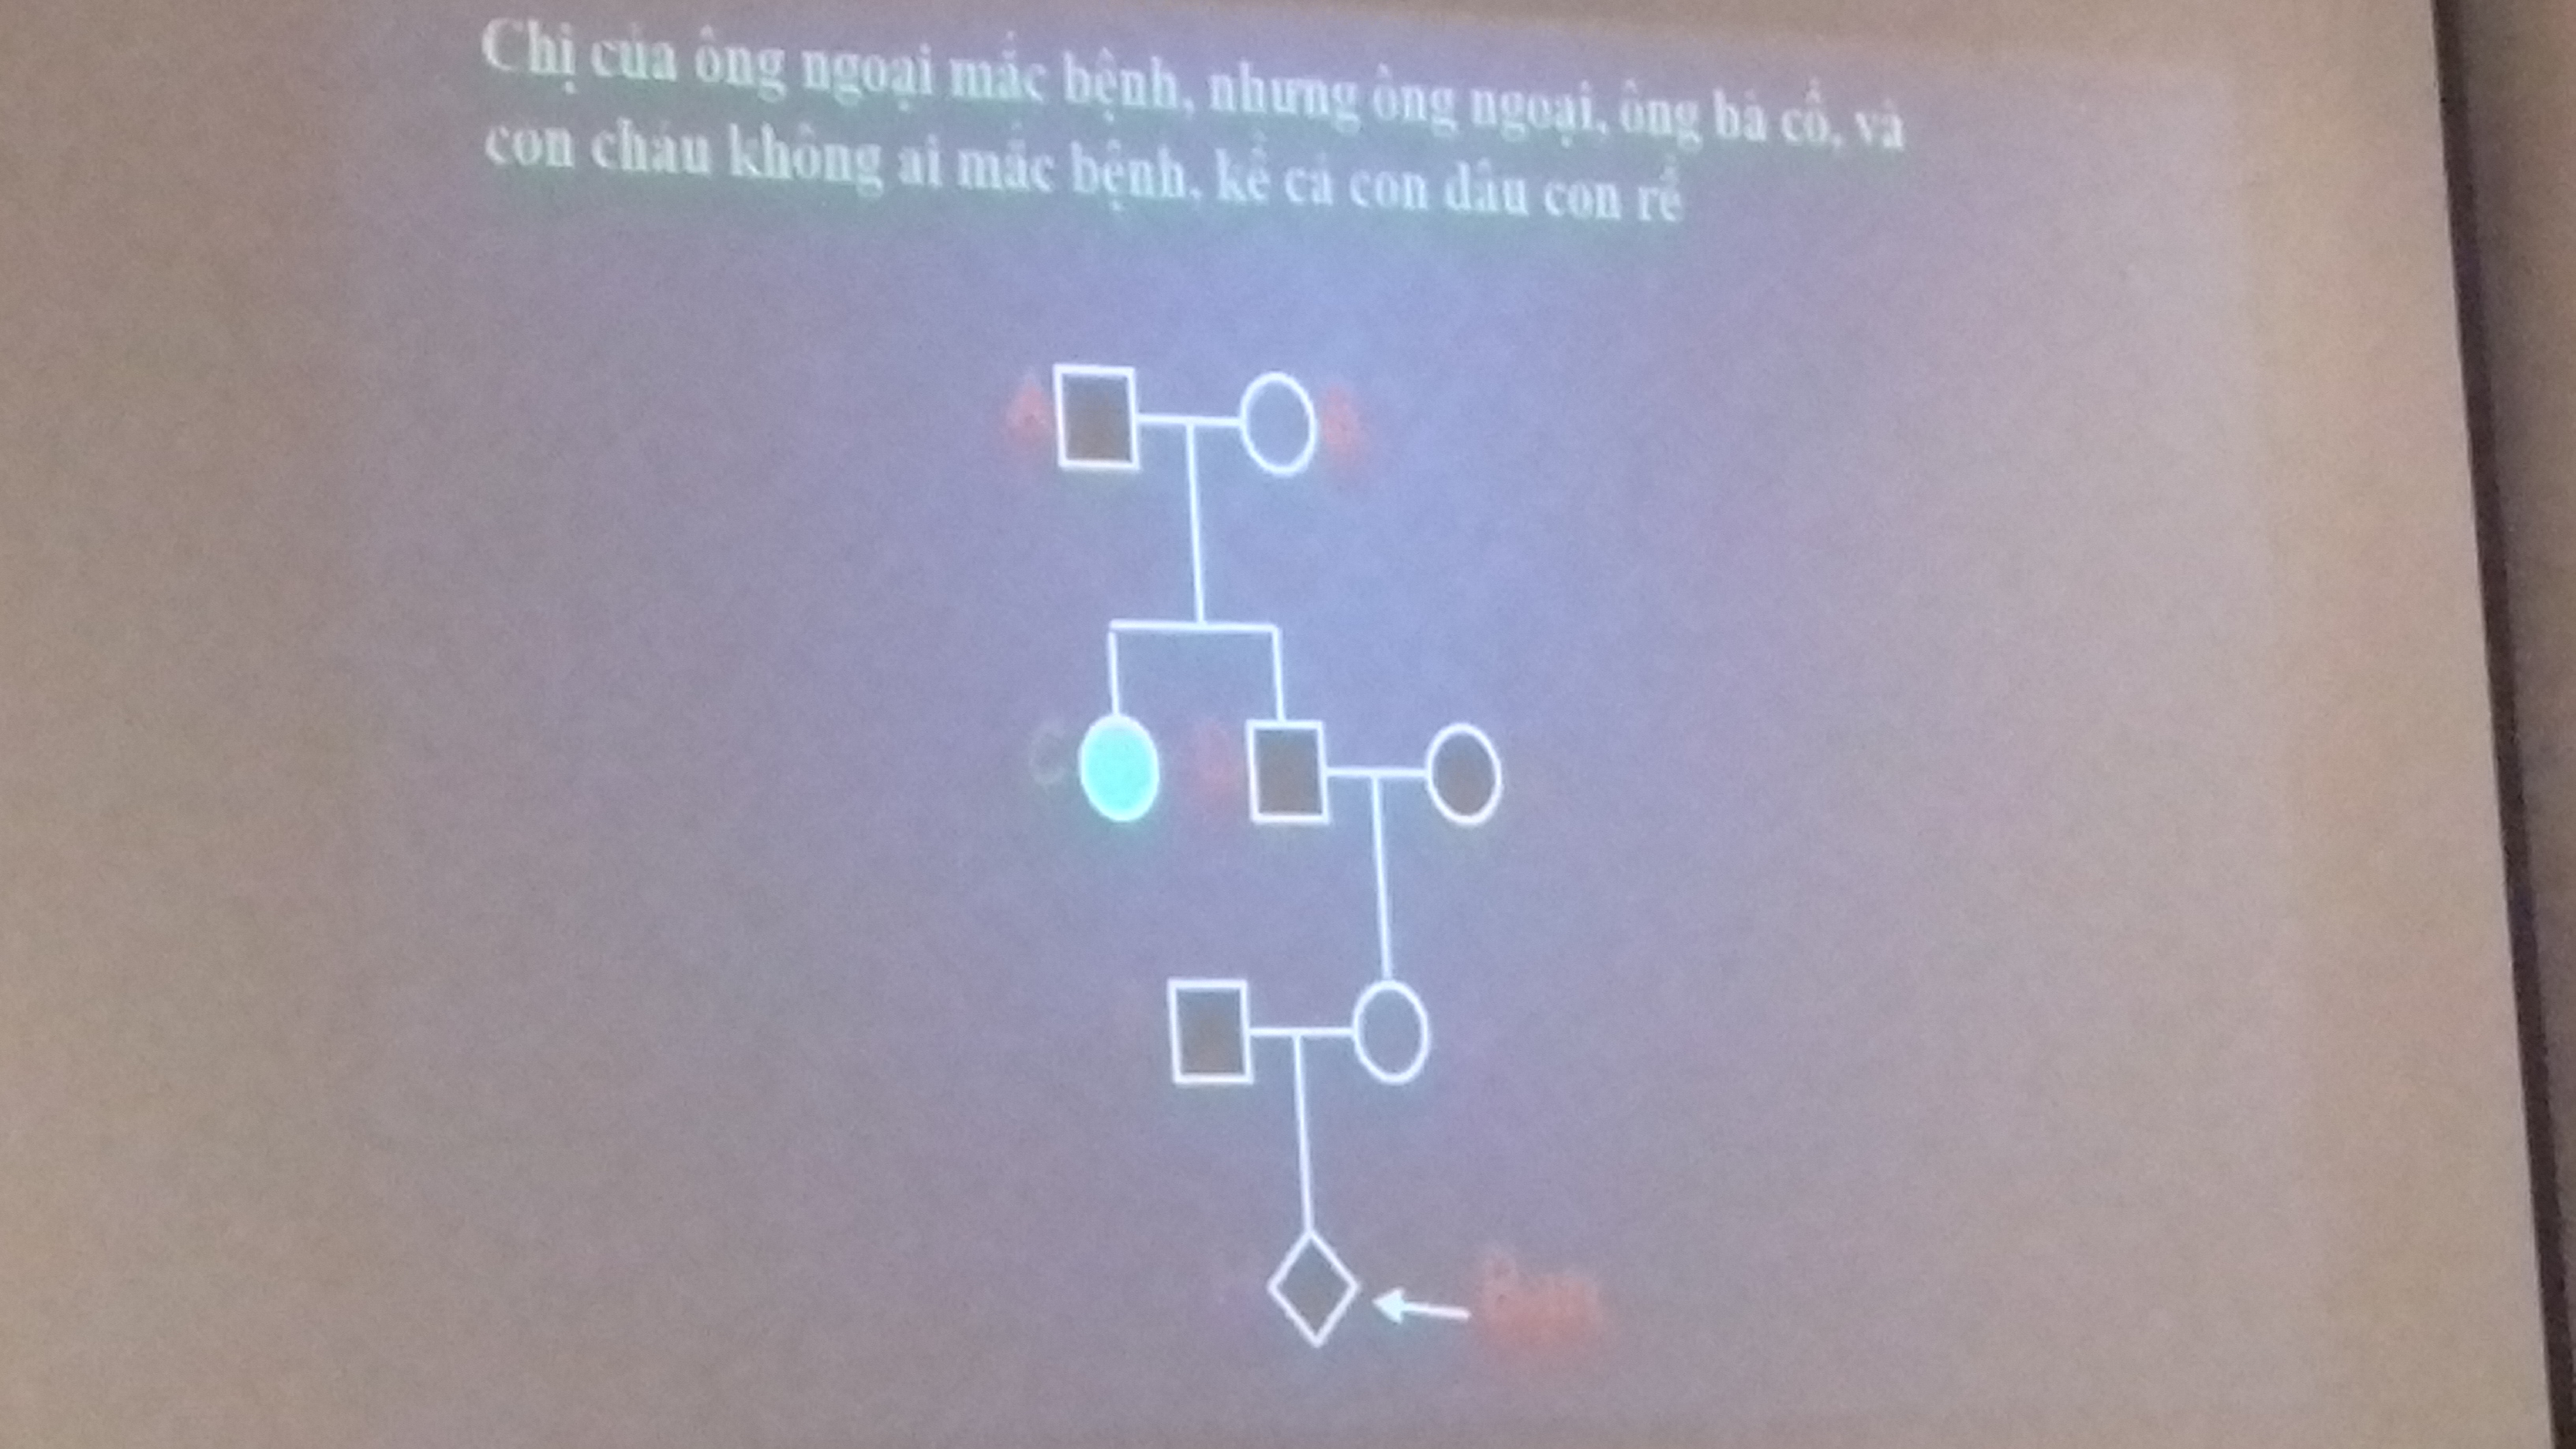 Chị của ông ngoại mắc bệnh, nhưng ông ngoại, ông bà cố, và
con cháu không ai mắc bệnh, kể cả con dâu con rể
A
C